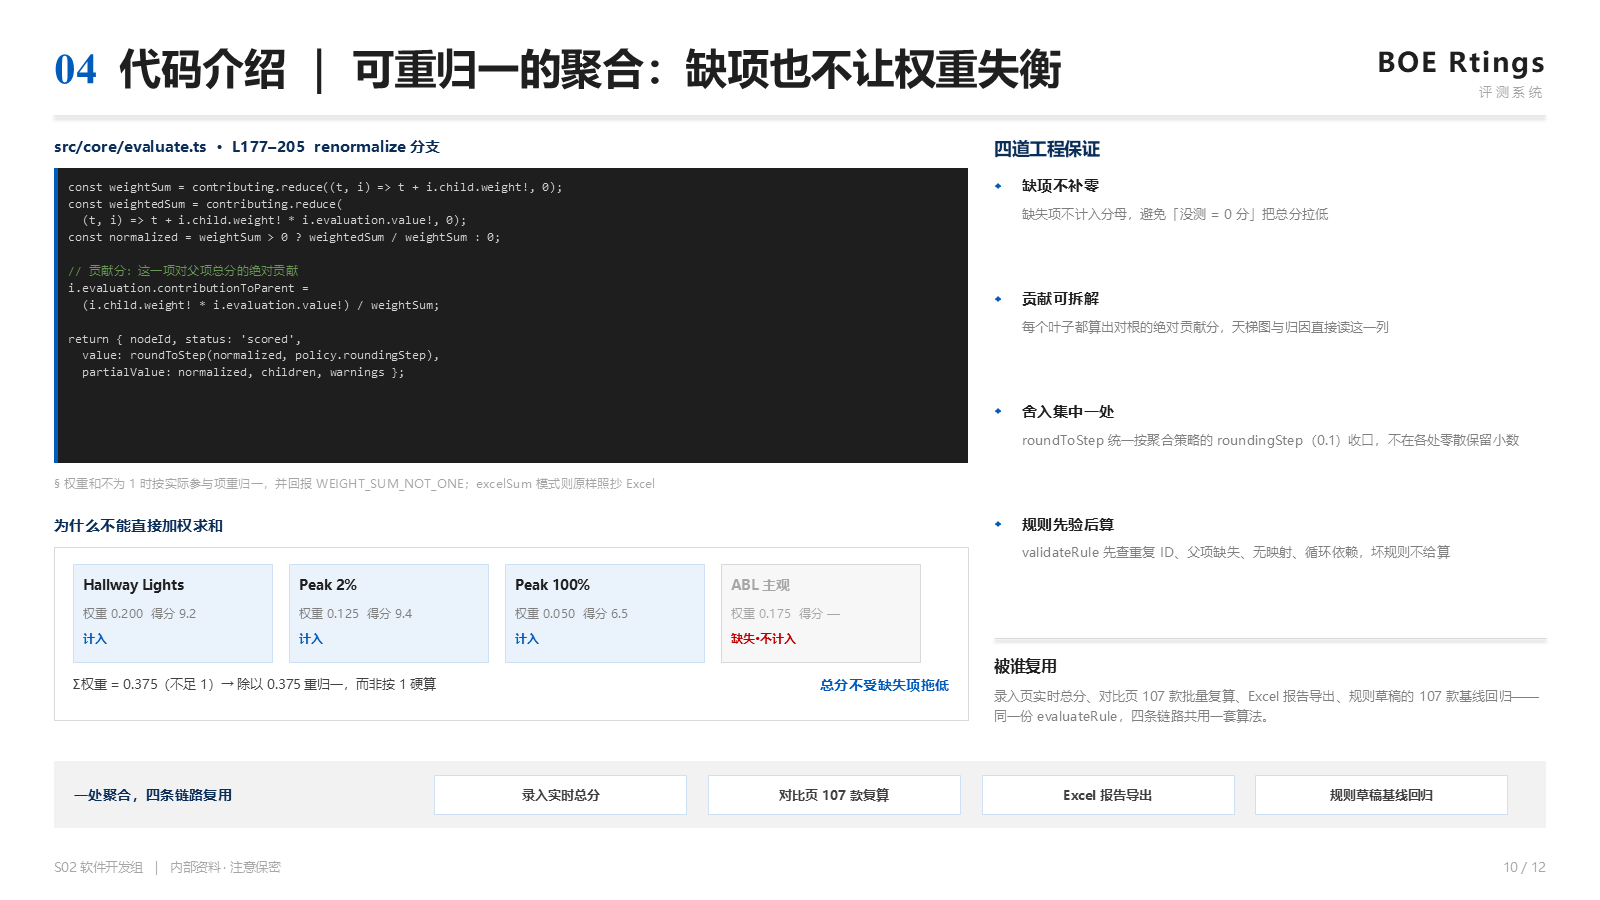 04 代码介绍 | 可重归一的聚合：缺项也不让权重失衡
BOE Rtings
评测系统
src/core/evaluate.ts • L177–205 renormalize 分支
const weightSum = contributing.reduce((t, i) => t + i.child.weight!, 0);
const weightedSum = contributing.reduce(
  (t, i) => t + i.child.weight! * i.evaluation.value!, 0);
const normalized = weightSum > 0 ? weightedSum / weightSum : 0;
// 贡献分：这一项对父项总分的绝对贡献
i.evaluation.contributionToParent =
  (i.child.weight! * i.evaluation.value!) / weightSum;
return { nodeId, status: 'scored',
  value: roundToStep(normalized, policy.roundingStep),
  partialValue: normalized, children, warnings };
§ 权重和不为 1 时按实际参与项重归一，并回报 WEIGHT_SUM_NOT_ONE；excelSum 模式则原样照抄 Excel
为什么不能直接加权求和
Hallway Lights
权重 0.200 得分 9.2
计入
Peak 2%
权重 0.125 得分 9.4
计入
Peak 100%
权重 0.050 得分 6.5
计入
ABL 主观
权重 0.175 得分 —
缺失•不计入
Σ权重 = 0.375（不足 1）→ 除以 0.375 重归一，而非按 1 硬算
总分不受缺失项拖低
四道工程保证
缺项不补零
缺失项不计入分母，避免「没测 = 0 分」把总分拉低
贡献可拆解
每个叶子都算出对根的绝对贡献分，天梯图与归因直接读这一列
舍入集中一处
roundToStep 统一按聚合策略的 roundingStep（0.1）收口，不在各处零散保留小数
规则先验后算
validateRule 先查重复 ID、父项缺失、无映射、循环依赖，坏规则不给算
被谁复用
录入页实时总分、对比页 107 款批量复算、Excel 报告导出、规则草稿的 107 款基线回归——
同一份 evaluateRule，四条链路共用一套算法。
一处聚合，四条链路复用
录入实时总分
对比页 107 款复算
Excel 报告导出
规则草稿基线回归
S02 软件开发组 | 内部资料 · 注意保密
10 / 12